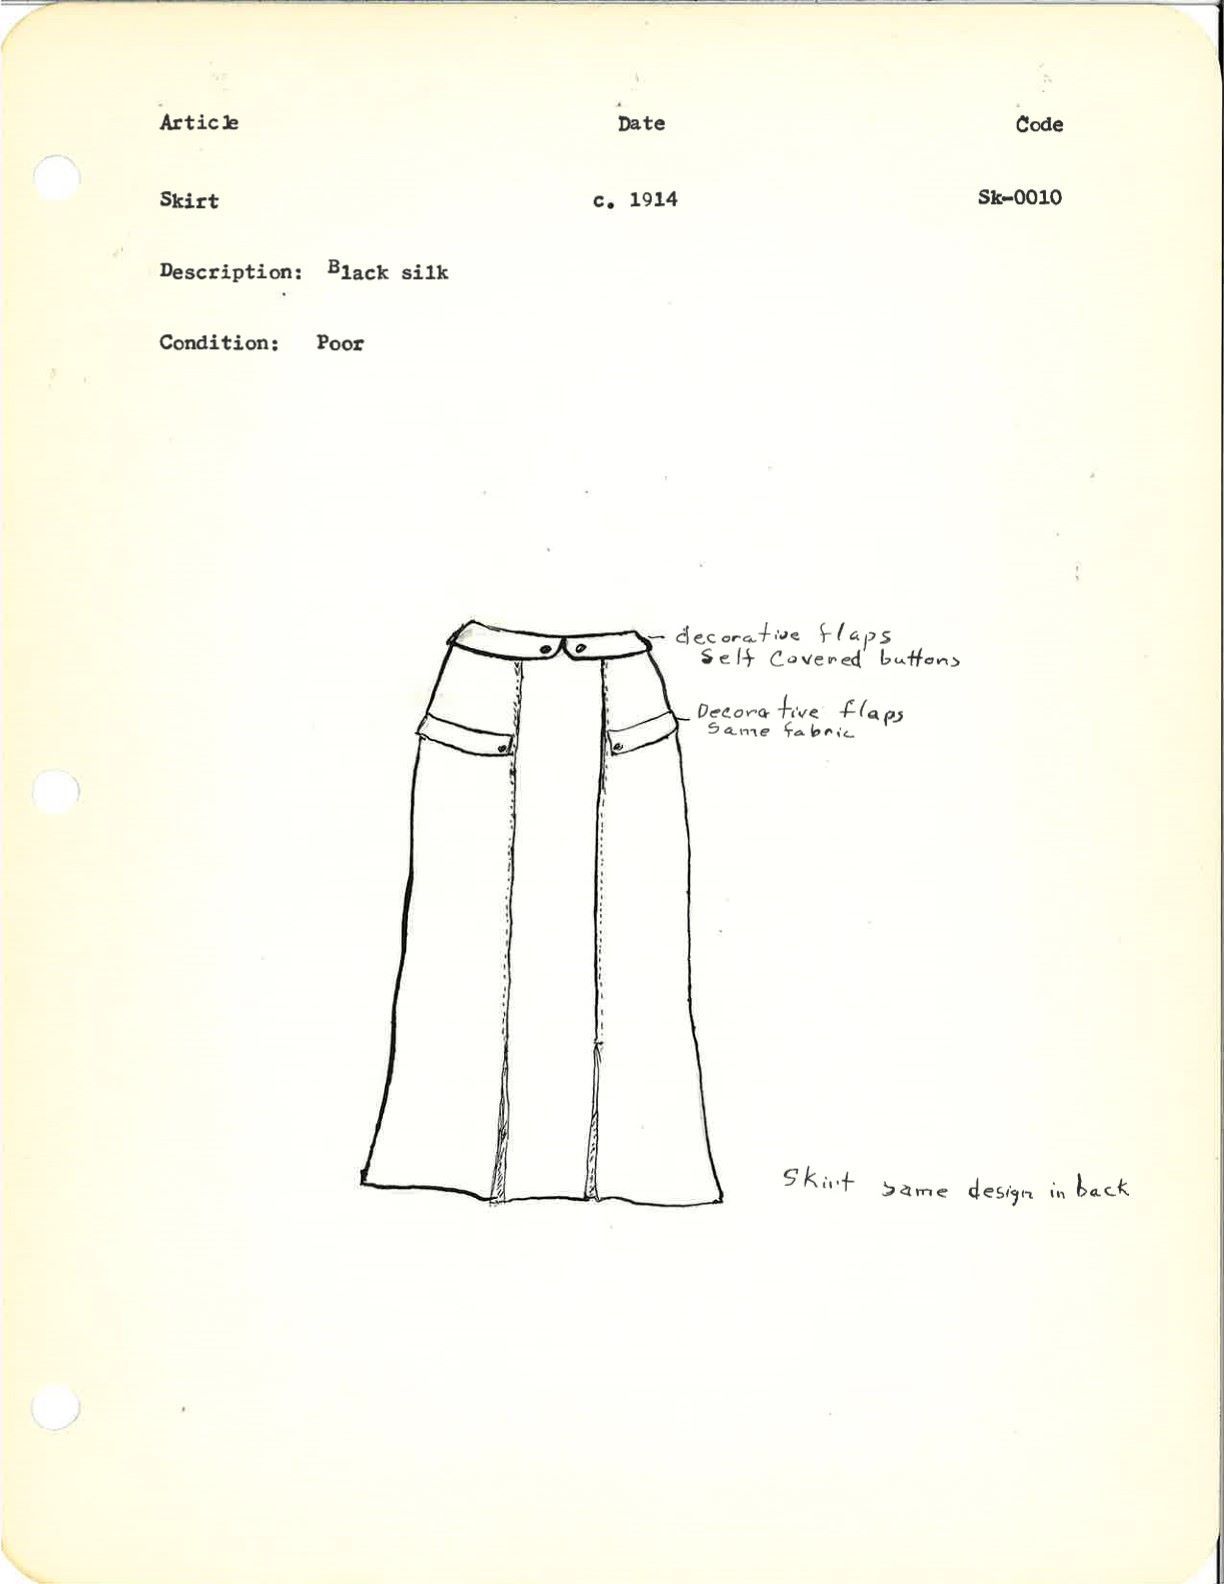 Article Date Code
Skirt c. 1914 Sk-0010
Description: Black silk
Condition: Poor
decorative flaps
Self Covered buttons
Decorative flaps
Same fabric
Skirt same design in back